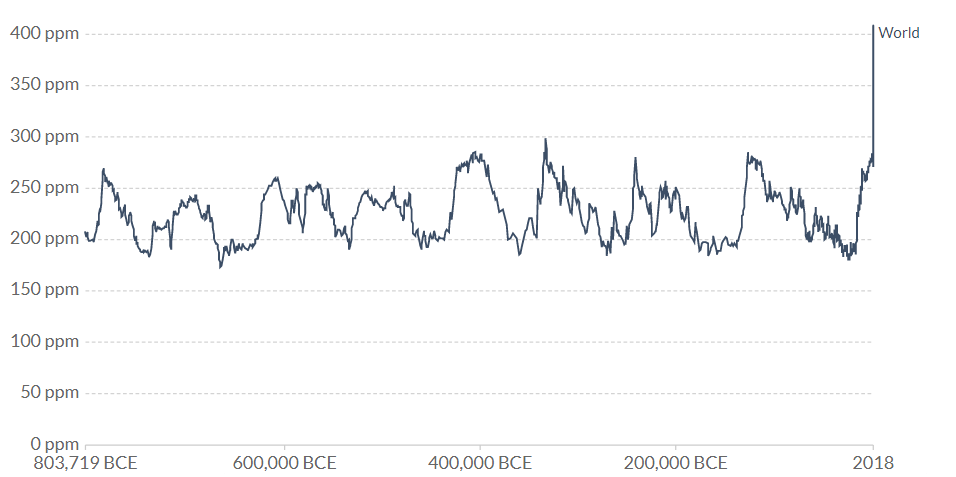 400 ppm
World
350 ppm
300 ppm
250 ppm
200 ppm
150 ppm
100 ppm
50 ppm
0 ppm
803,719 BCE
600,000 BCE
400,000 BCE
200,000 BCE
2018